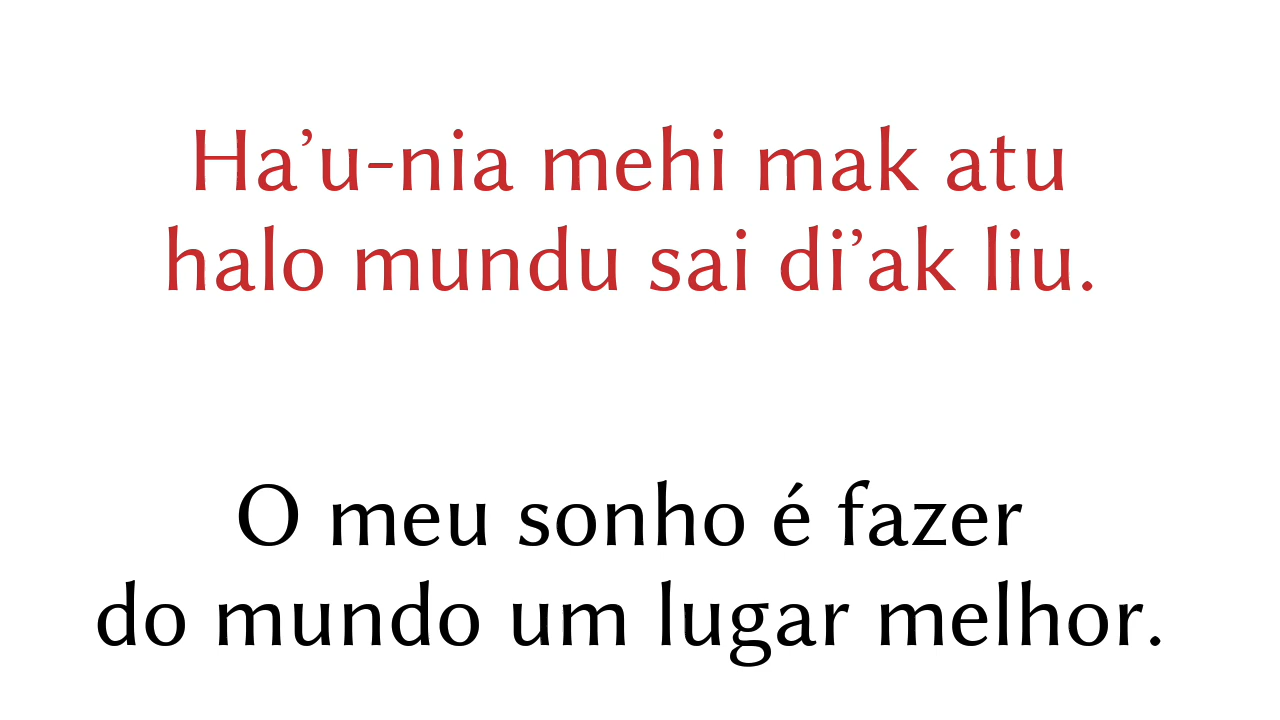 Ha’u-nia mehi mak atu
halo mundu sai di’ak liu.
O meu sonho é fazer
do mundo um lugar melhor.